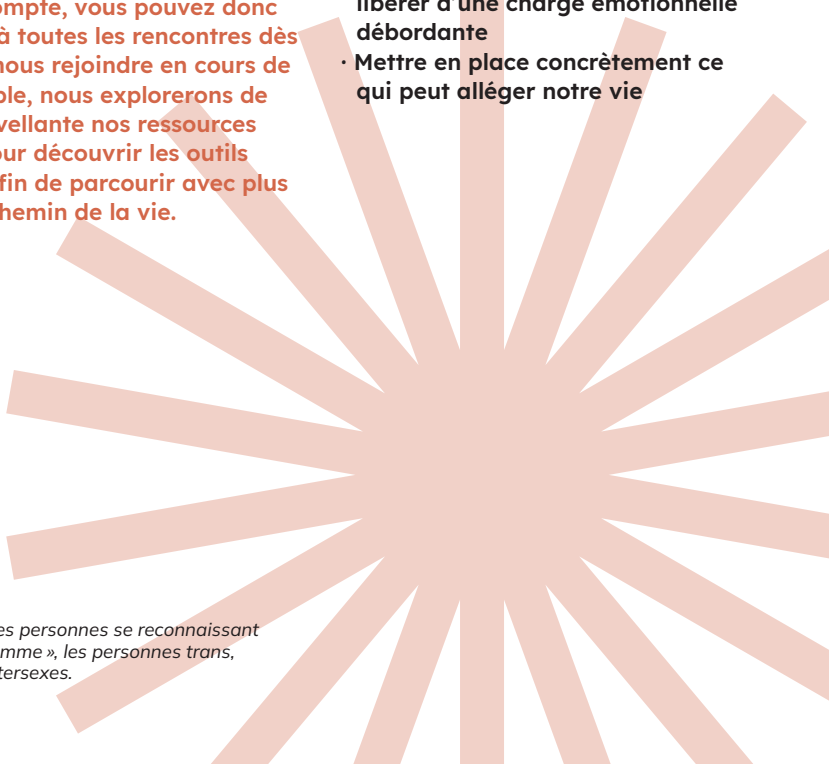 ompte, vous pouvez donc
à toutes les rencontres dès
nous rejoindre en cours de
ble, nous explorerons de
vellante nos ressources
our découvrir les outils
fin de parcourir avec plus
hemin de la vie.
libérer d'une charge émotionnelle
débordante
· Mettre en place concrètement ce
qui peut alléger notre vie
es personnes se reconnaissant
mme », les personnes trans,
tersexes.